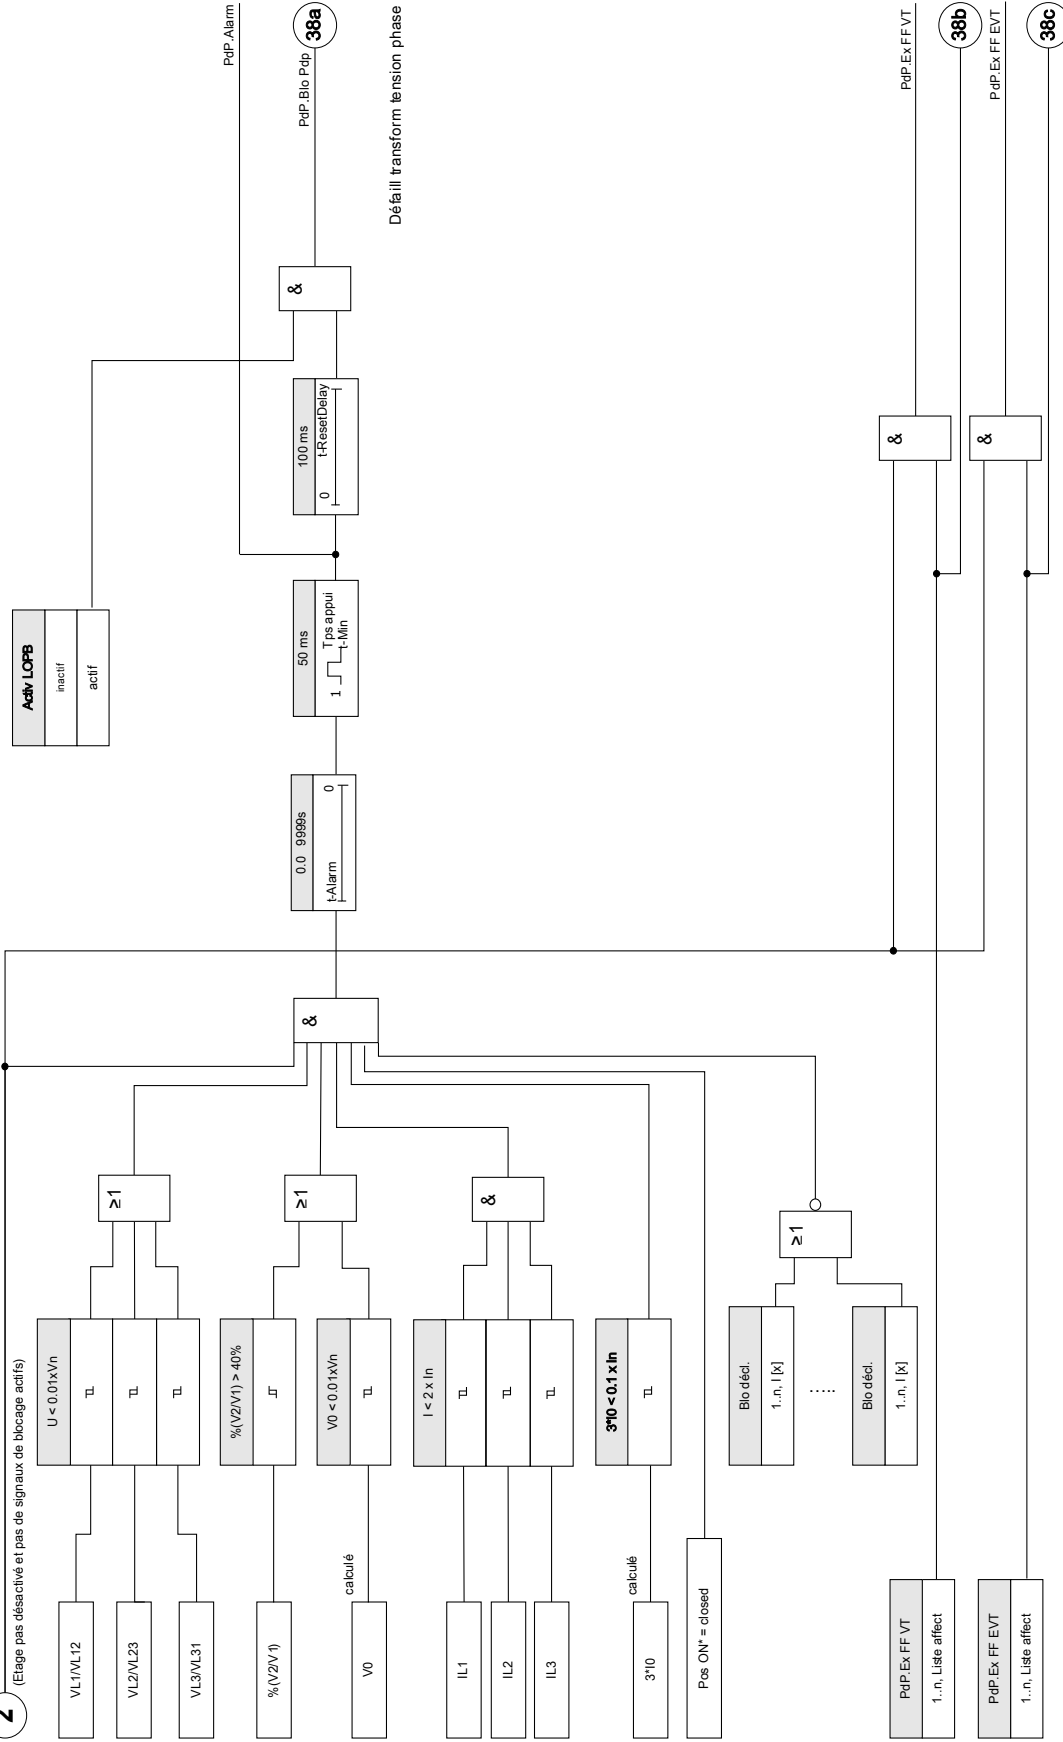 2
(Etage pas désactivé et pas de signaux de blocage actifs)
VL1/VL12
VL2/VL23
VL3/VL31
U < 0.01xVn
≥1
%(V2/V1)
%(V2/V1) > 40%
V0
calculé
V0 < 0.01xVn
≥1
IL1
IL2
IL3
I < 2 x In
&
3*I0
calculé
3*I0 < 0.1 x In
Pos ON* = closed
Blo décl.
1..n, I [x]
.....
Blo décl.
1..n, I [x]
≥1
&
0.0 9999s
t-Alarm
0
50 ms
1
Tps appui
t-Min
100 ms
0
t-ResetDelay
Activ LOPB
inactif
actif
&
PdP.Alarm
PdP.Blo Pdp
38a
Défaill transform tension phase
PdP.Ex FF VT
1..n, Liste affect
&
PdP.Ex FF VT
38b
PdP.Ex FF EVT
1..n, Liste affect
&
PdP.Ex FF EVT
38c